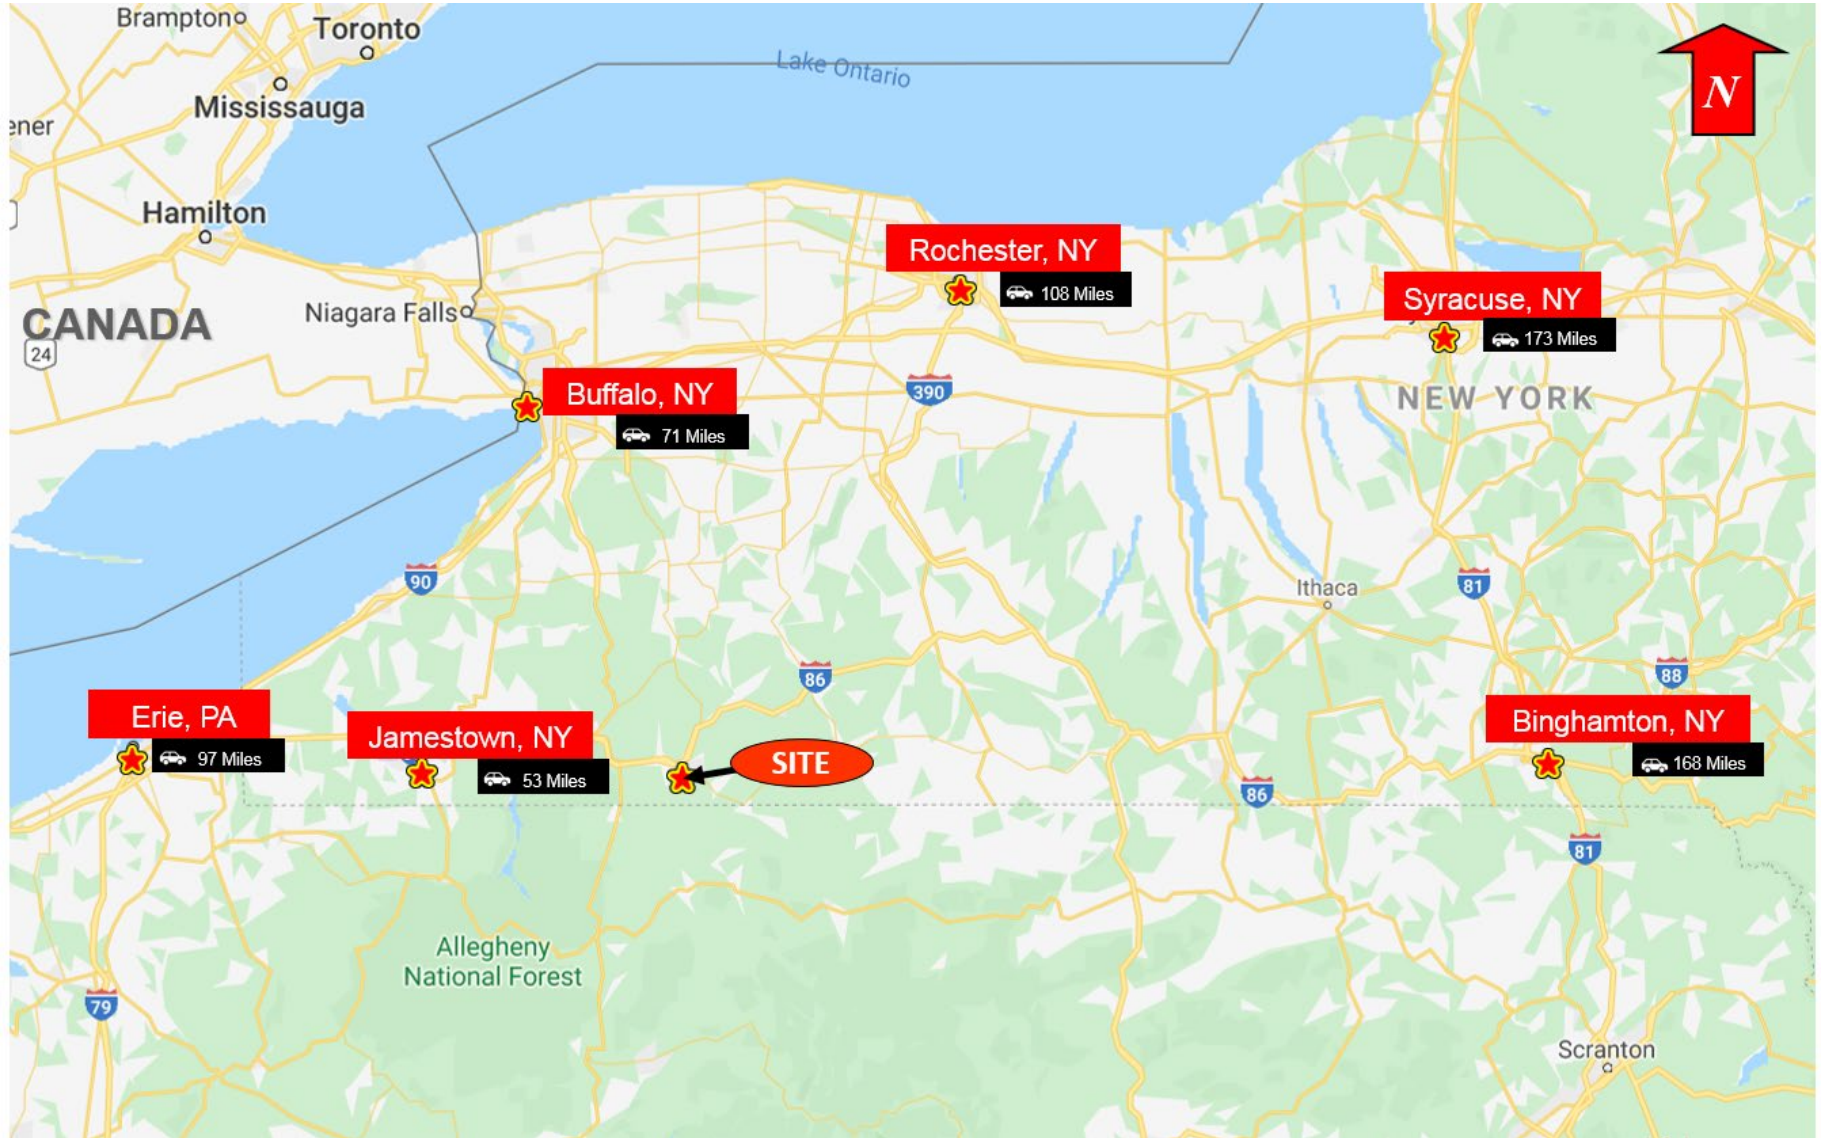 Brampton
Toronto
Lake Ontario
N
Mississauga
ener
Hamilton
Rochester, NY
108 Miles
Syracuse, NY
173 Miles
Niagara Falls
CANADA
24
Buffalo, NY
71 Miles
390
NEW YORK
90
Ithaca
81
86
88
Erie, PA
97 Miles
Jamestown, NY
53 Miles
SITE
Binghamton, NY
168 Miles
86
81
Allegheny
National Forest
79
Scranton